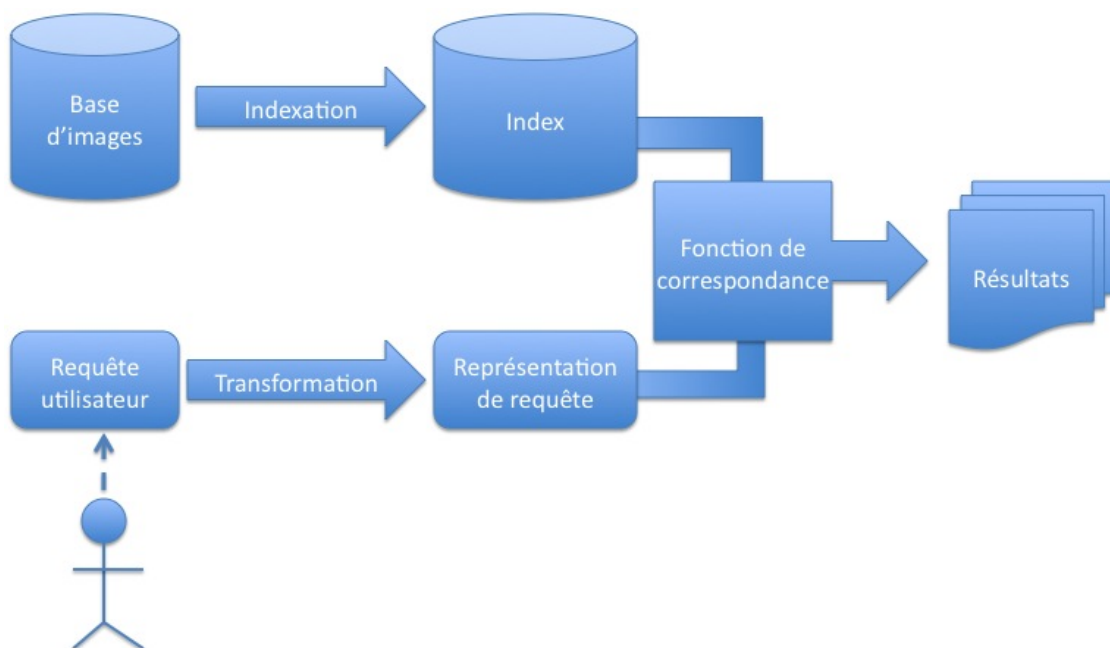 Base
d'images
Indexation
Index
Fonction de
correspondance
Résultats
Requête
utilisateur
Transformation
Représentation
de requête